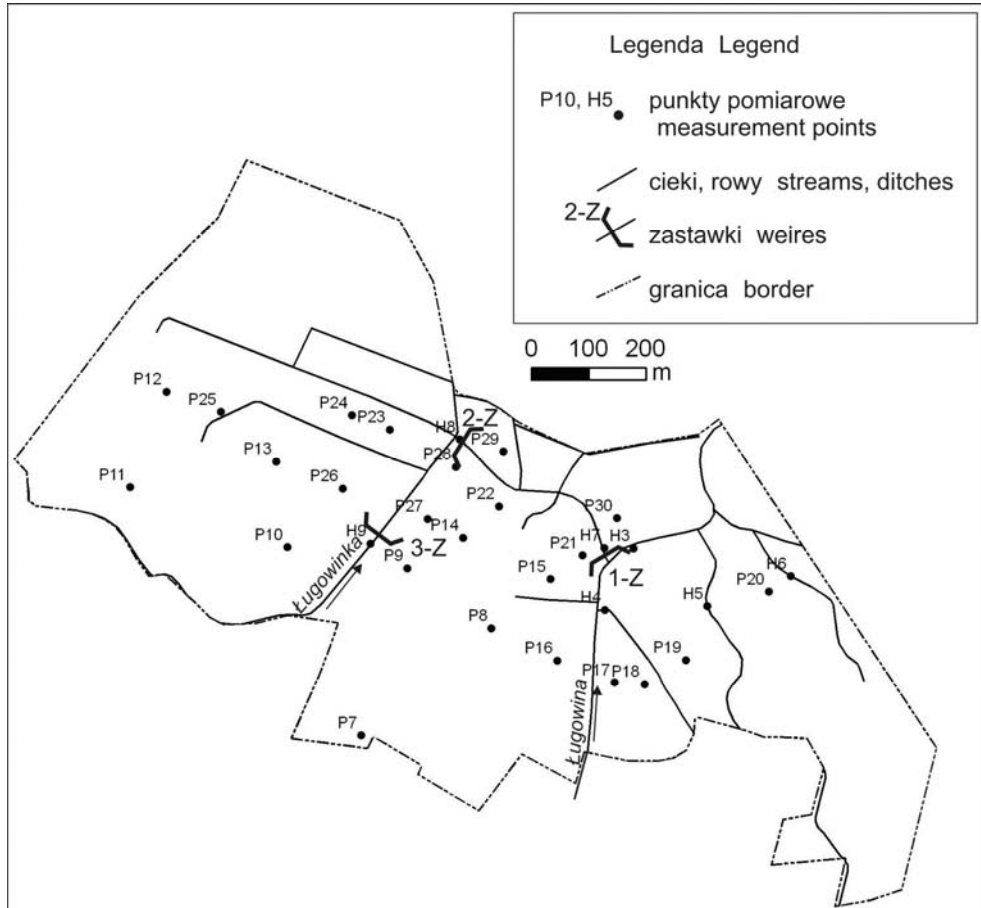 Legenda Legend
P10, H5
punkty pomiarowe
measurement points
cieki, rowy streams, ditches
2-Z
zastawki weires
granica border
0 100 200
m
P12
P25
P24
P23
H8
2-Z
P29
P28
P13
P11
P26
P22
P27
P14
P30
P10
H9
P9
3-Z
P21
H7
H3
1-Z
P15
P20
H6
Ługowinka
H4
H5
P8
P16
P17
P18
P19
Ługowina
P7